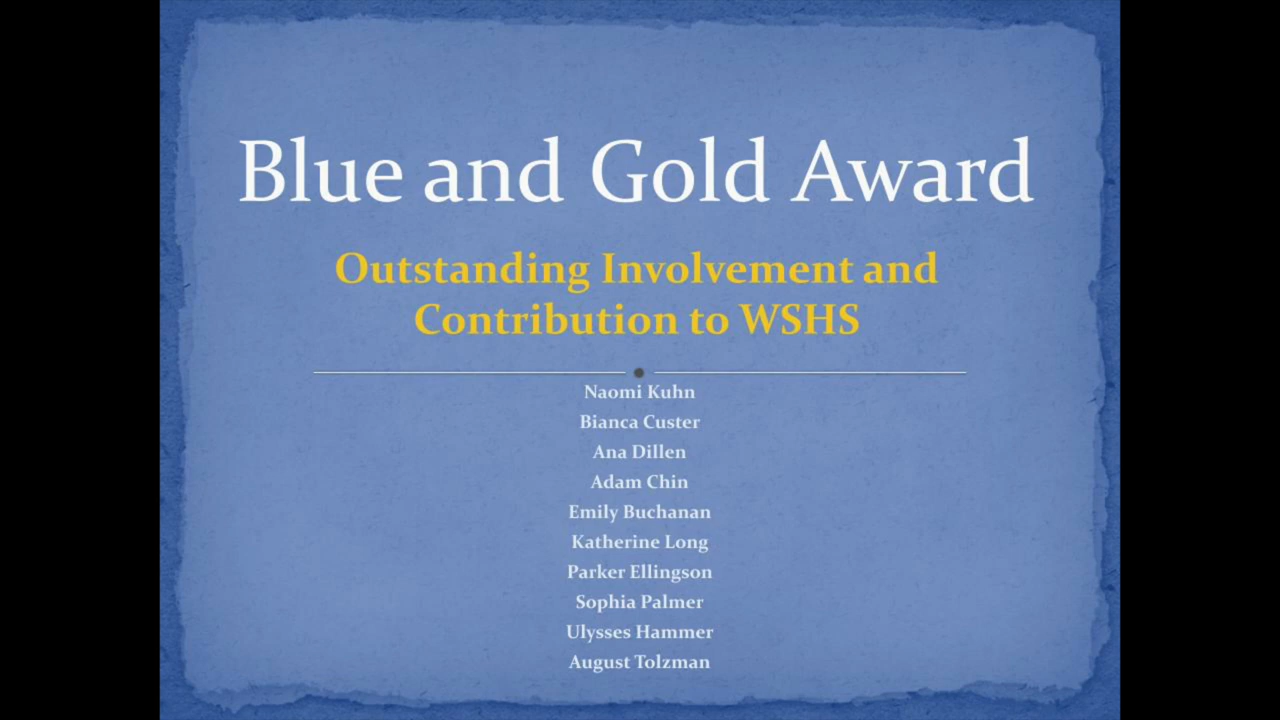 Blue and Gold Award
Outstanding Involvement and
Contribution to WSHS
Naomi Kuhn
Bianca Custer
Ana Dillen
Adam Chin
Emily Buchanan
Katherine Long
Parker Ellingson
Sophia Palmer
Ulysses Hammer
August Tolzman